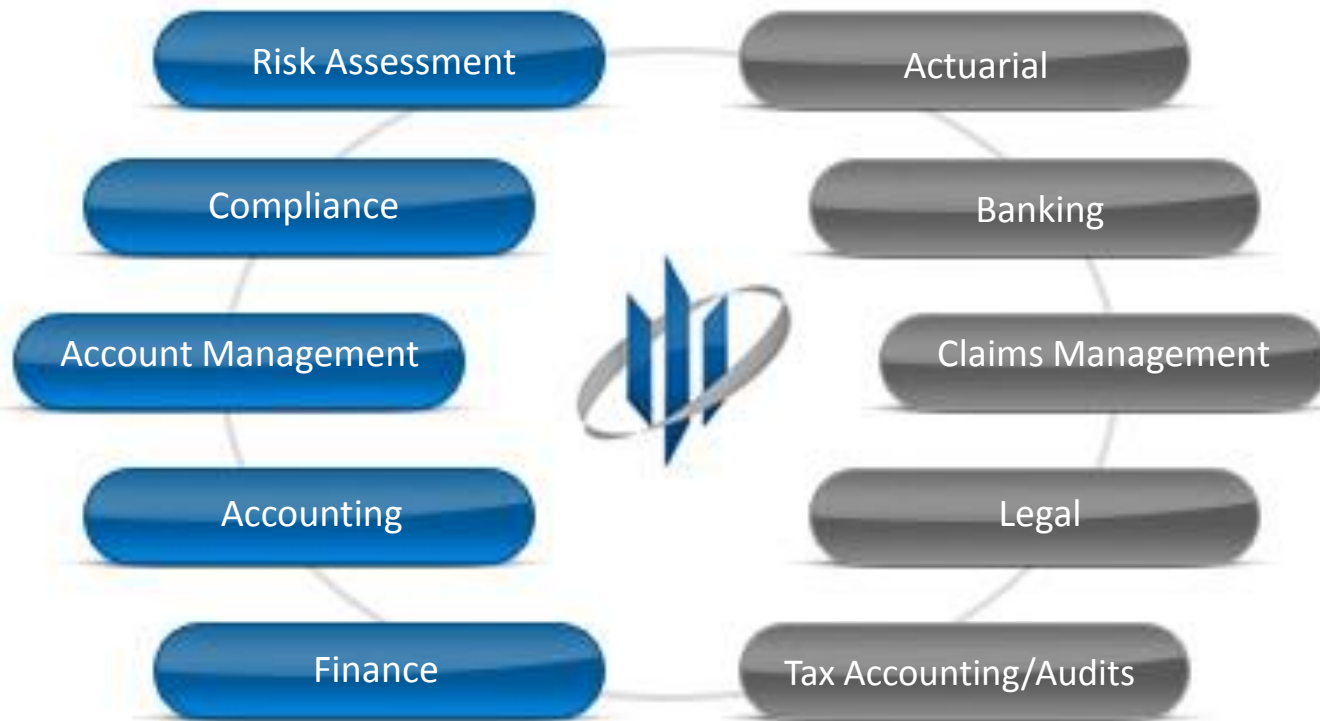 Risk Assessment
Actuarial
Compliance
Banking
Account Management
Claims Management
Accounting
Legal
Finance
Tax Accounting/Audits